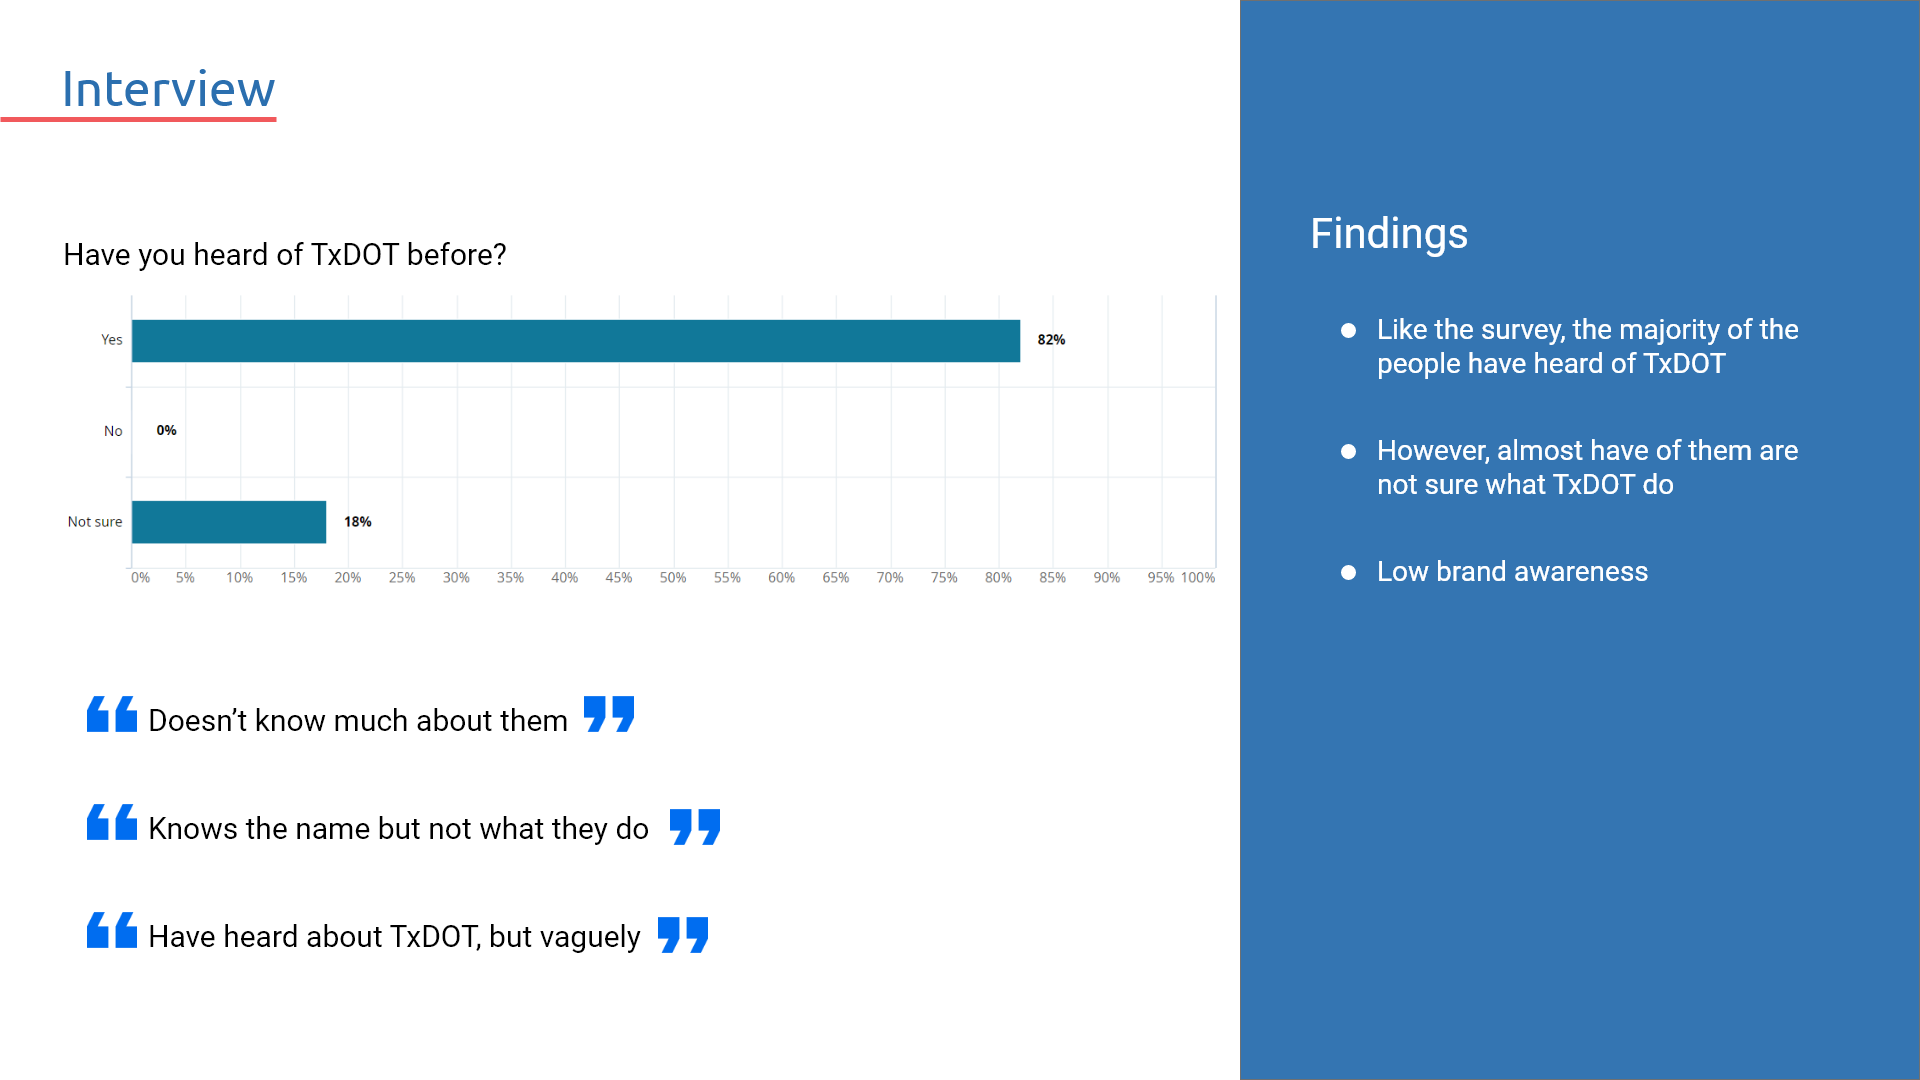 Interview
Have you heard of TxDOT before?
Yes
82%
No
0%
Not sure
18%
0% 5% 10% 15% 20% 25% 30% 35% 40% 45% 50% 55% 60% 65% 70% 75% 80% 85% 90% 95% 100%
“ Doesn’t know much about them ”
“ Knows the name but not what they do ”
“ Have heard about TxDOT, but vaguely ”
Findings
● Like the survey, the majority of the
people have heard of TxDOT
● However, almost have of them are
not sure what TxDOT do
● Low brand awareness